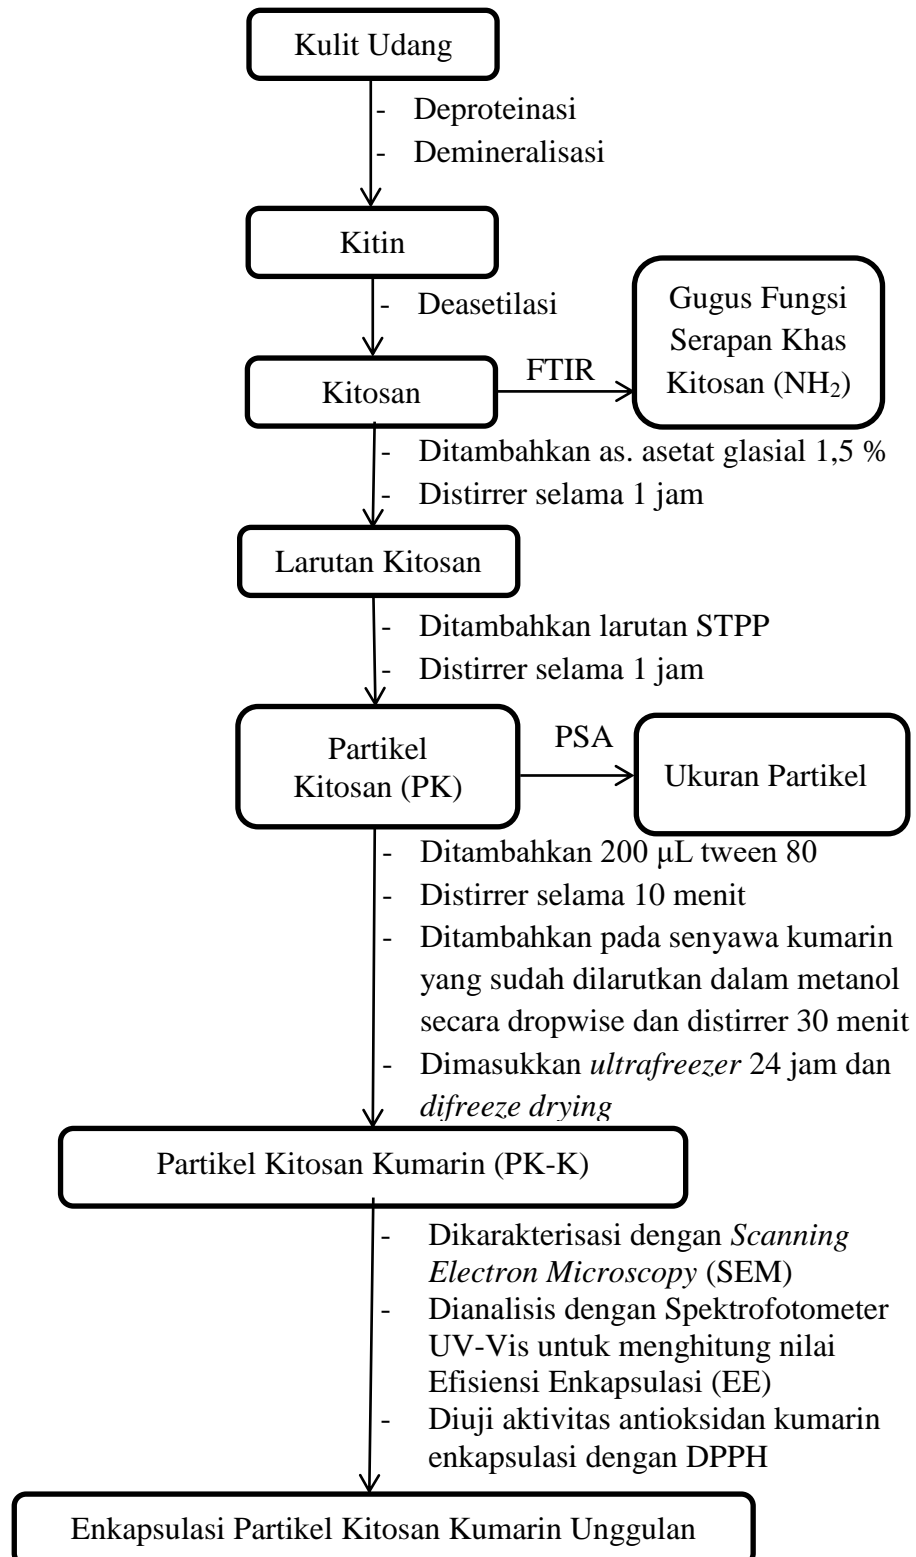 Kulit Udang
- Deproteinasi
- Demineralisasi
Kitin
- Deasetilasi
Gugus Fungsi
Serapan Khas
Kitosan (NH₂)
Kitosan
FTIR
- Ditambahkan as. asetat glasial 1,5 %
- Distirrer selama 1 jam
Larutan Kitosan
- Ditambahkan larutan STPP
- Distirrer selama 1 jam
Partikel
Kitosan (PK)
PSA
Ukuran Partikel
- Ditambahkan 200 μL tween 80
- Distirrer selama 10 menit
- Ditambahkan pada senyawa kumarin
yang sudah dilarutkan dalam metanol
secara dropwise dan distirrer 30 menit
- Dimasukkan ultrafreezer 24 jam dan
difreeze drying
Partikel Kitosan Kumarin (PK-K)
- Dikarakterisasi dengan Scanning
Electron Microscopy (SEM)
- Dianalisis dengan Spektrofotometer
UV-Vis untuk menghitung nilai
Efisiensi Enkapsulasi (EE)
- Diuji aktivitas antioksidan kumarin
enkapsulasi dengan DPPH
Enkapsulasi Partikel Kitosan Kumarin Unggulan